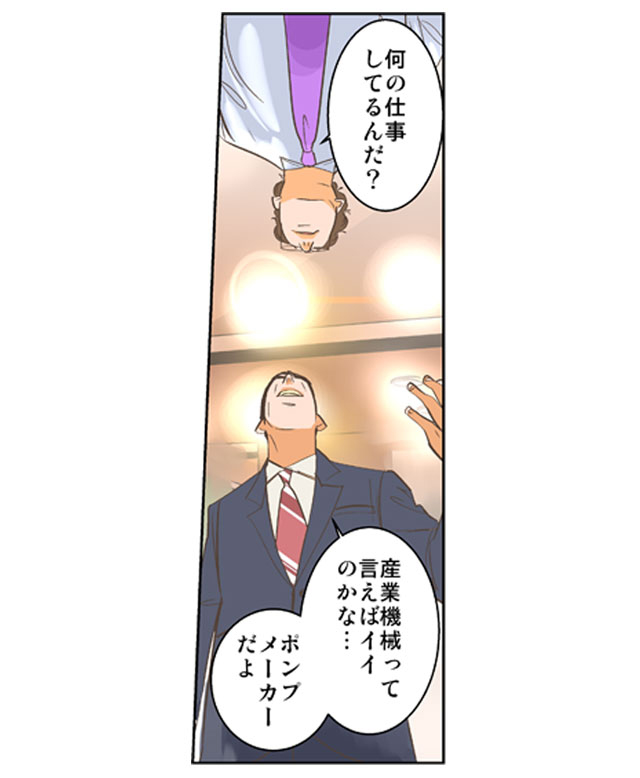 何の仕事
してるんだ？
産業機械って
言えばイイ
のかな…
ポンプ
メーカー
だよ